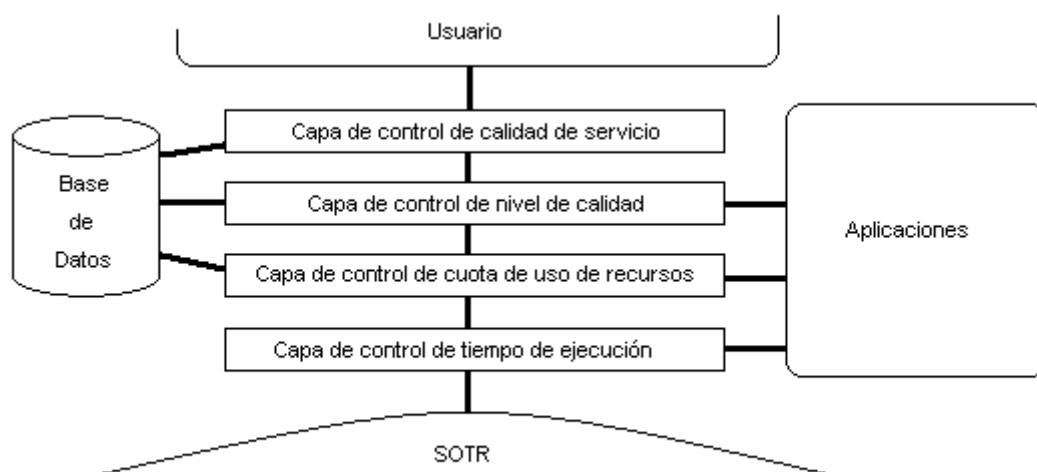 Usuario
Capa de control de calidad de servicio
Base
de
Datos
Capa de control de nivel de calidad
Aplicaciones
Capa de control de cuota de uso de recursos
Capa de control de tiempo de ejecución
SOTR